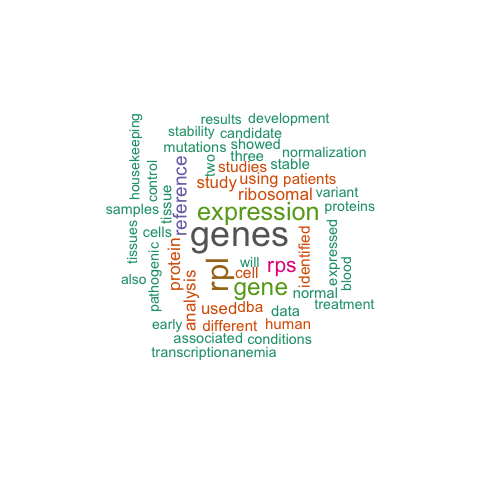 results development
stability candidate
mutations showed
three normalization
two
studies stable
housekeeping
control
tissue
reference
study using patients
ribosomal variant
samples
expression proteins
genes
cells
tissues
pathogenic
protein
identified
expressed
blood
rpl
will
cell
rps
also
analysis
gene
normal
treatment
used dba
data
early different human
associated conditions
transcription anemia